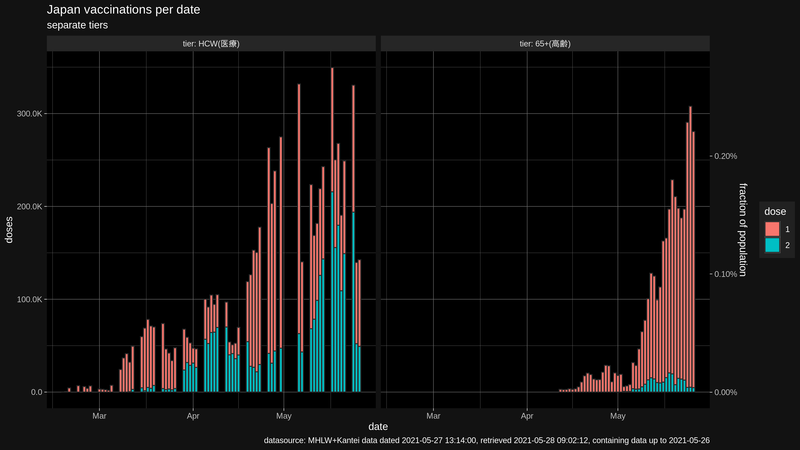 Japan vaccinations per date
separate tiers
tier: HCW(医療)
tier: 65+(高齢)
300.0K
200.0K
100.0K
0.0
doses
0.20%
0.10%
0.00%
fraction of population
dose
1
2
Mar
Apr
May
Mar
Apr
May
date
datasource: MHLW+Kantei data dated 2021-05-27 13:14:00, retrieved 2021-05-28 09:02:12, containing data up to 2021-05-26